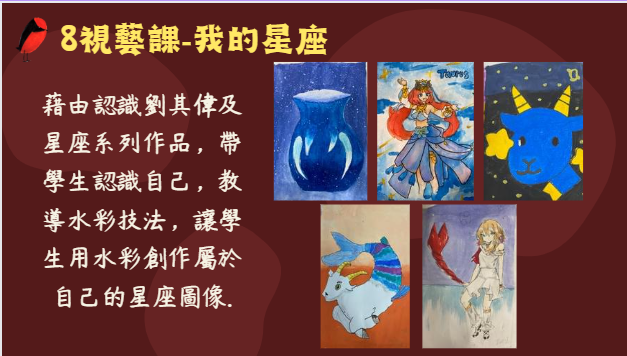 8視藝課-我的星座
藉由認識劉其偉及
星座系列作品，帶
學生認識自己，教
導水彩技法，讓學
生用水彩創作屬於
自己的星座圖像.
Taurus